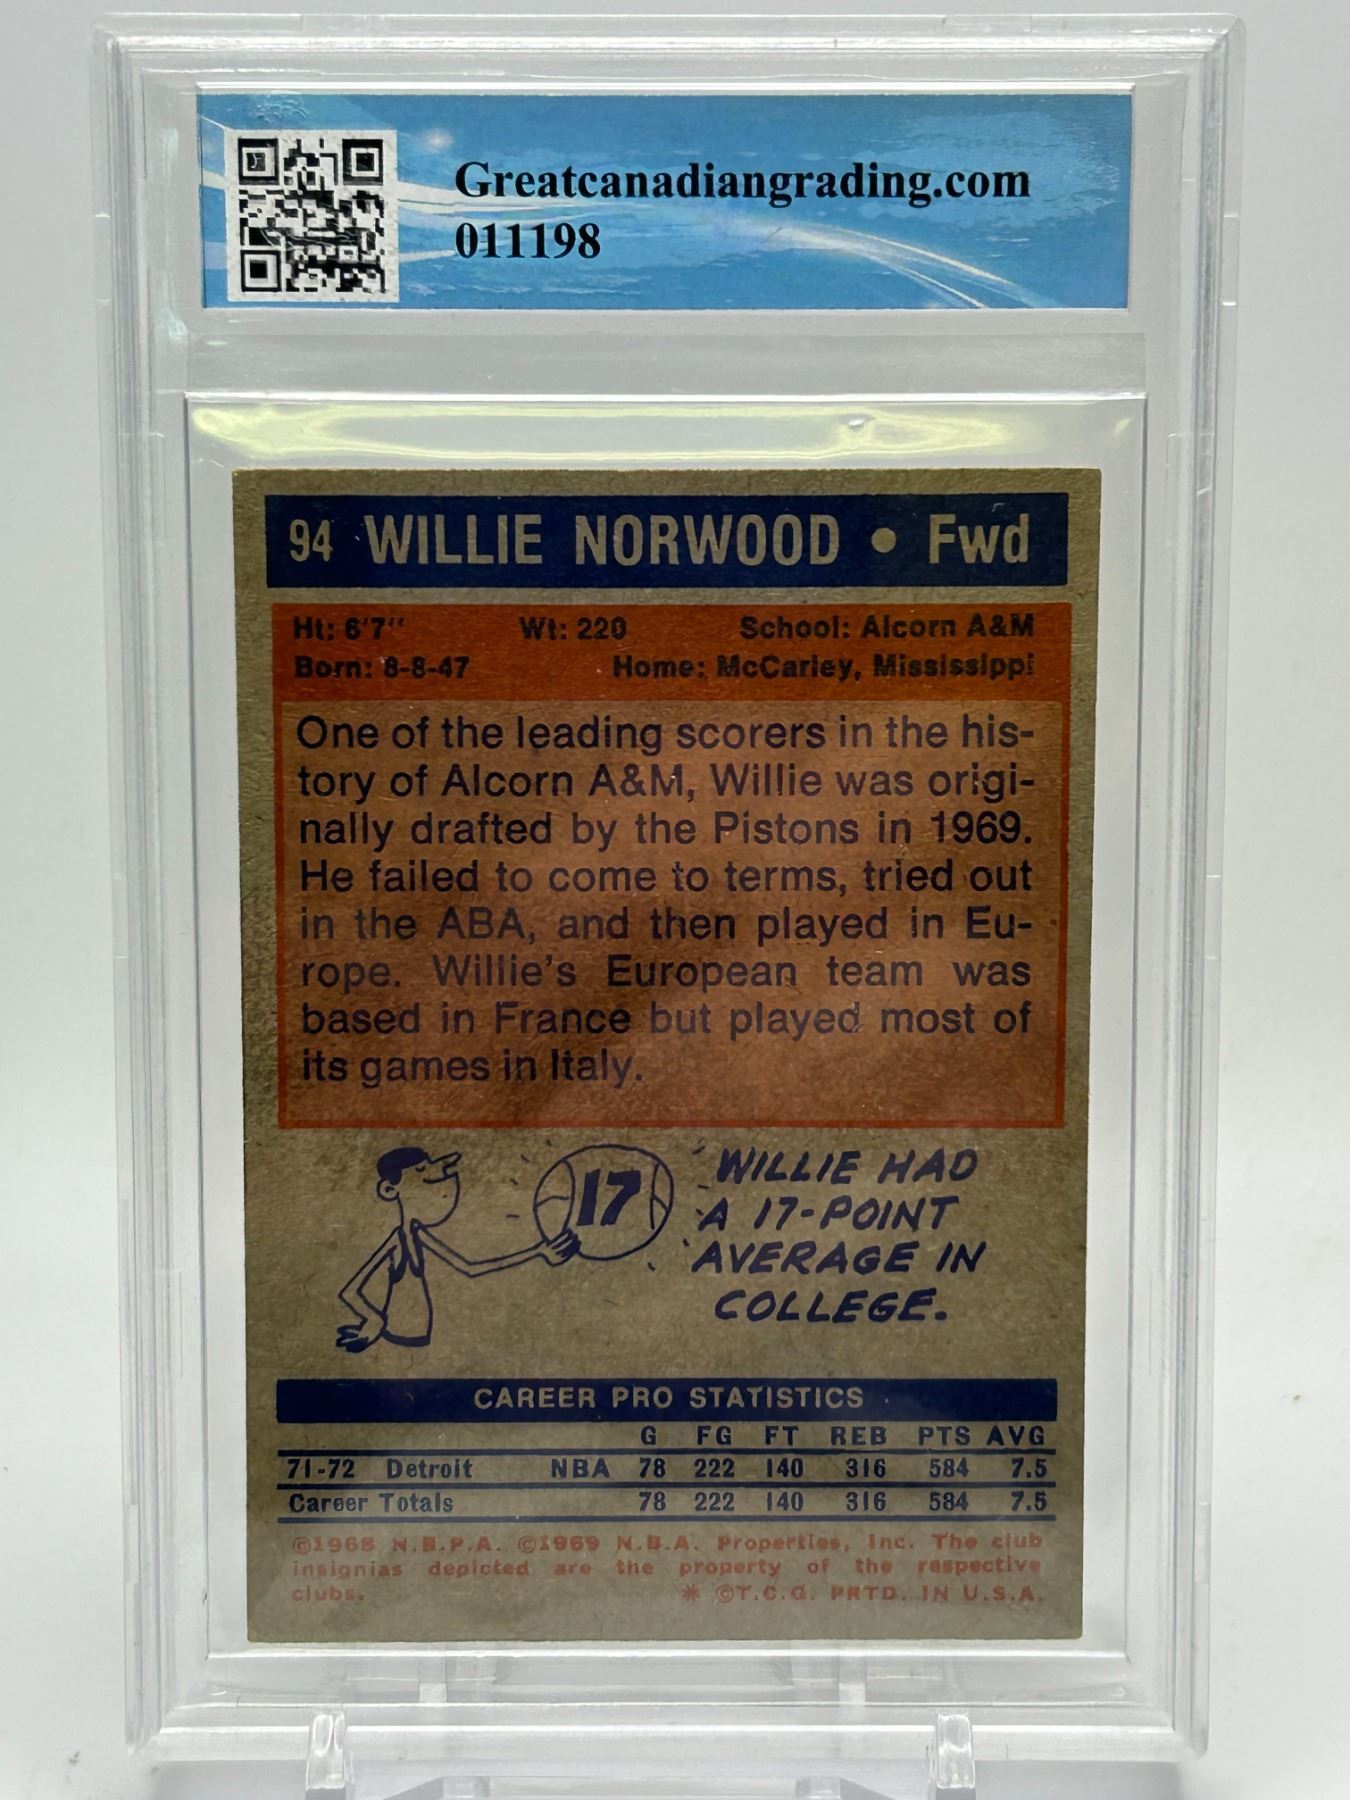 Greatcanadiangrading.com
011198
94 WILLIE NORWOOD • Fwd
Ht: 6'7" Wt: 220 School: Alcorn A&M
Born: 8-8-47 Home: McCarley, Mississippi
One of the leading scorers in the his-
tory of Alcorn A&M, Willie was origi-
nally drafted by the Pistons in 1969.
He failed to come to terms, tried out
in the ABA, and then played in Eu-
rope. Willie's European team was
based in France but played most of
its games in Italy.
17
WILLIE HAD
A 17-POINT
AVERAGE IN
COLLEGE.
CAREER PRO STATISTICS
G FG FT REB PTS AVG
71-72 Detroit NBA 78 222 140 316 584 7.5
Career Totals 78 222 140 316 584 7.5
©1968 N.B.P.A. ©1969 N.B.A. Properties, Inc. The club
insignias depicted are the property of the respective
clubs. * ©T.C.G. PRTD. IN U.S.A.